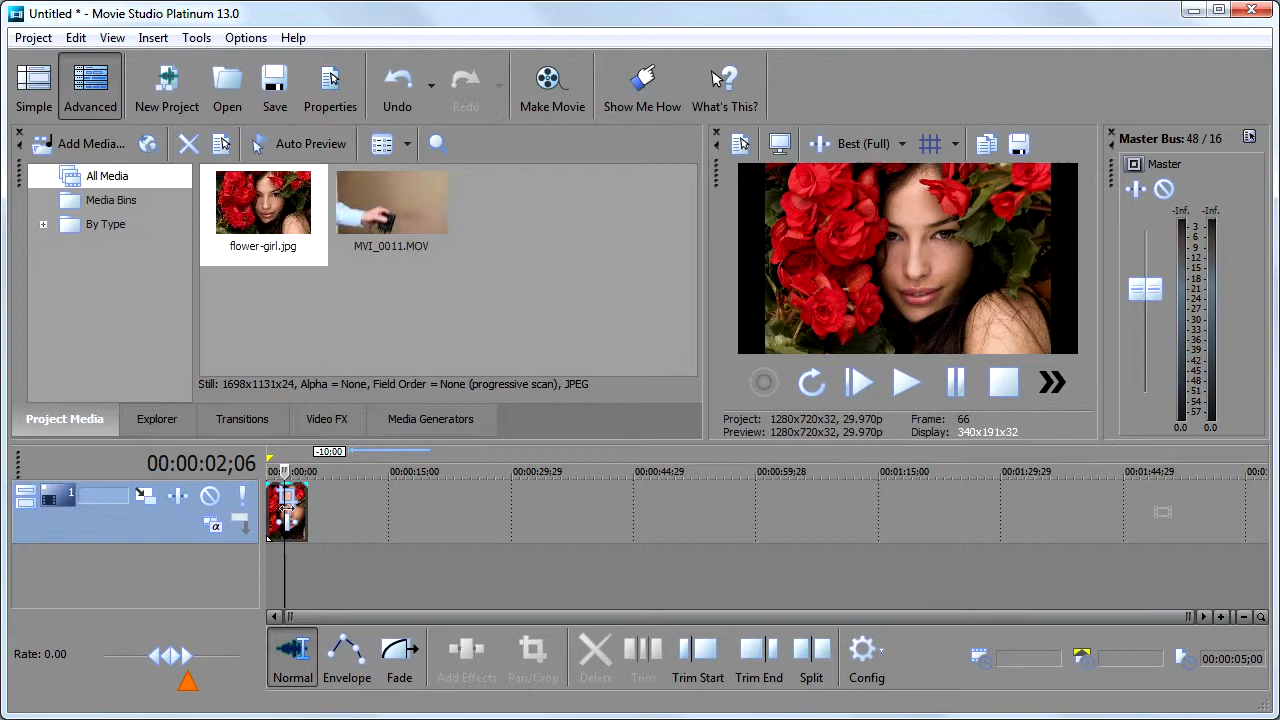 Untitled * - Movie Studio Platinum 13.0
Project Edit View Insert Tools Options Help
Simple Advanced New Project Open Save Properties Undo Redo Make Movie Show Me How What's This?
Add Media... Auto Preview
All Media
Media Bins
By Type
flower-girl.jpg MVI_0011.MOV
Still: 1698x1131x24, Alpha = None, Field Order = None (progressive scan), JPEG
Project Media Explorer Transitions Video FX Media Generators
Best (Full)
Project: 1280x720x32, 29.970p Frame: 66
Preview: 1280x720x32, 29.970p Display: 340x191x32
Master Bus: 48 / 16
Master
-Inf. -Inf.
3
6
9
12
15
18
21
24
27
30
33
36
39
42
45
48
51
54
57
0.0 0.0
-10:00
00:00:02;06
00:00:15;00 00:00:29;29 00:00:44;29 00:00:59;28 00:01:15;00 00:01:29;29 00:01:44;29
1
Rate: 0.00
Normal Envelope Fade Add Effects Pan/Crop Delete Trim Trim Start Trim End Split Config
00:00:05;00